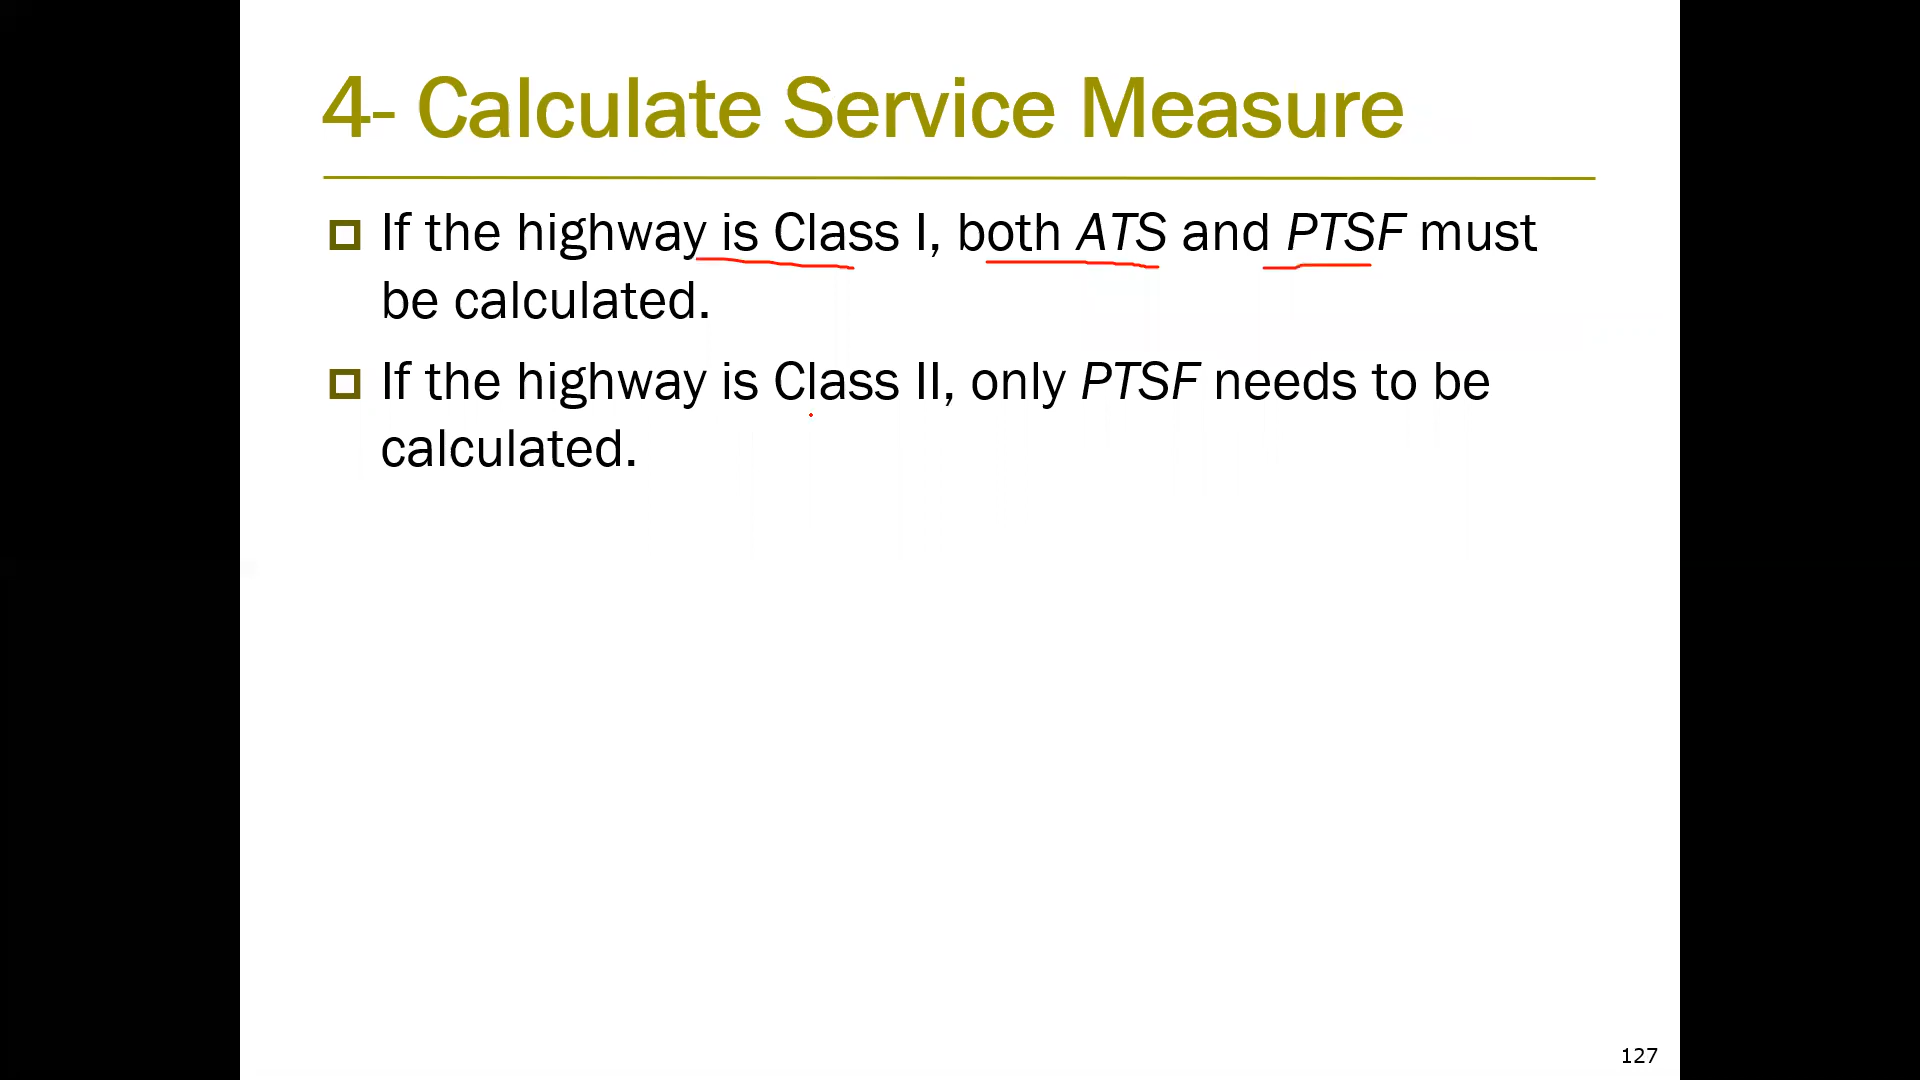 4- Calculate Service Measure
If the highway is Class I, both ATS and PTSF must
be calculated.
If the highway is Class II, only PTSF needs to be
calculated.
127